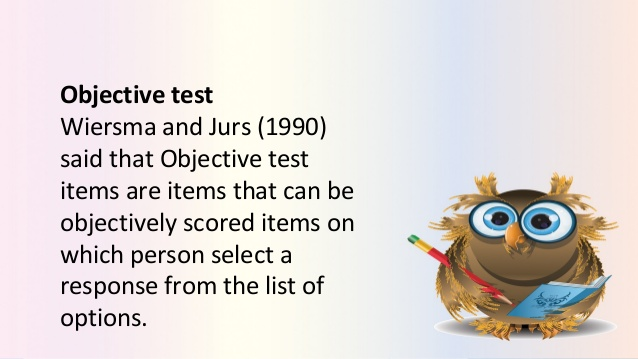 Objective test
Wiersma and Jurs (1990)
said that Objective test
items are items that can be
objectively scored items on
which person select a
response from the list of
options.